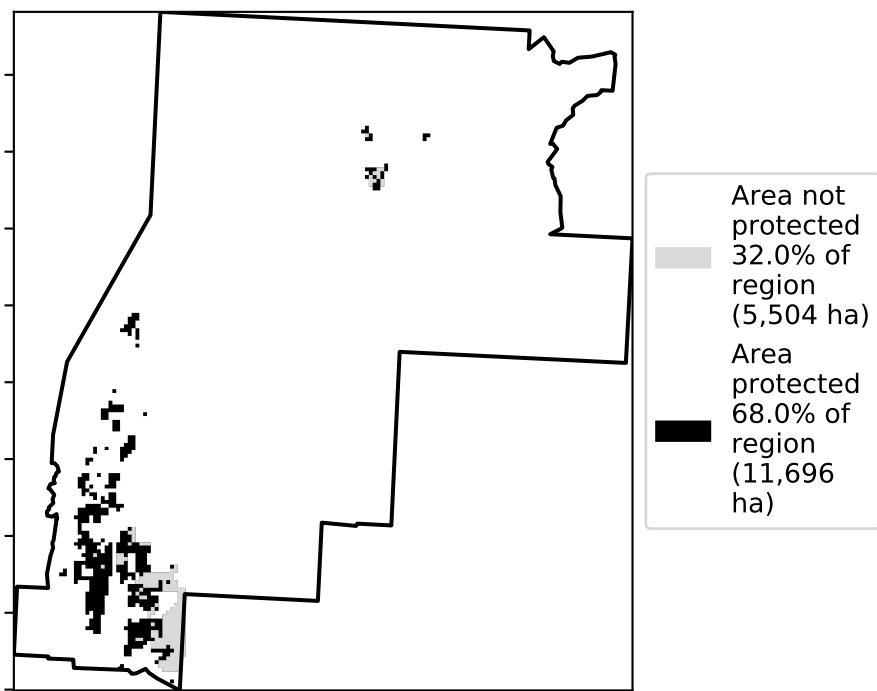 Area not
protected
32.0% of
region
(5,504 ha)
Area
protected
68.0% of
region
(11,696
ha)